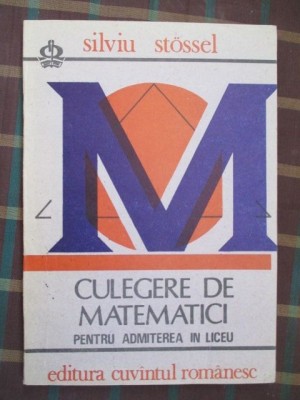 silviu stössel
M
CULEGERE DE
MATEMATICI
PENTRU ADMITEREA IN LICEU
editura cuvîntul românesc